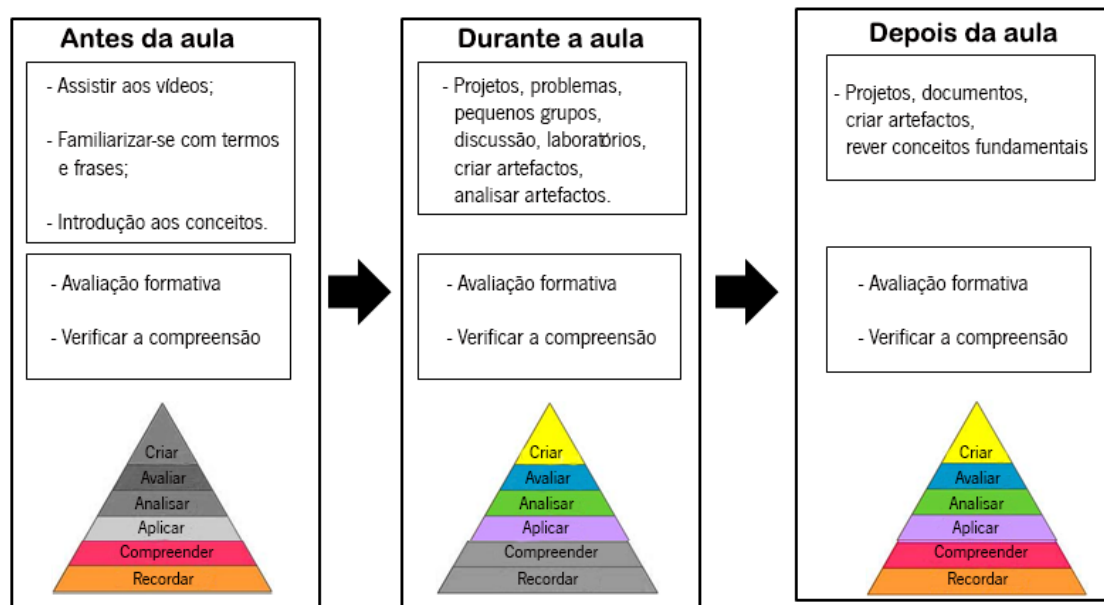 Antes da aula
- Assistir aos vídeos;
- Familiarizar-se com termos
e frases;
- Introdução aos conceitos.
- Avaliação formativa
- Verificar a compreensão
Criar
Avaliar
Analisar
Aplicar
Compreender
Recordar
Durante a aula
- Projetos, problemas,
pequenos grupos,
discussão, laboratórios,
criar artefactos,
analisar artefactos.
- Avaliação formativa
- Verificar a compreensão
Criar
Avaliar
Analisar
Aplicar
Compreender
Recordar
Depois da aula
- Projetos, documentos,
criar artefactos,
rever conceitos fundamentais
- Avaliação formativa
- Verificar a compreensão
Criar
Avaliar
Analisar
Aplicar
Compreender
Recordar